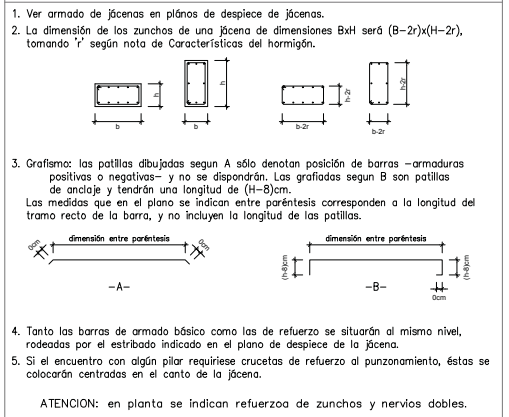 1. Ver armado de jácenas en plános de despiece de jácenas.
2. La dimensión de los zunchos de una jácena de dimensiones BxH será (B-2r)x(H-2r),
tomando 'r' según nota de Características del hormigón.
h
h
b
b
h-2r
h-2r
b-2r
b-2r
3. Grafismo: las patillas dibujadas segun A sólo denotan posición de barras -armaduras
positivas o negativas- y no se dispondrán. Las grafiadas segun B son patillas
de anclaje y tendrán una longitud de (H-8)cm.
Las medidas que en el plano se indican entre paréntesis corresponden a la longitud del
tramo recto de la barra, y no incluyen la longitud de las patillas.
0cm
dimensión entre paréntesis
0cm
-A-
dimensión entre paréntesis
(h-8)cm
(h-8)cm
-B-
0cm
4. Tanto las barras de armado básico como las de refuerzo se situarán al mismo nivel,
rodeadas por el estribado indicado en el plano de despiece de la jácena.
5. Si el encuentro con algún pilar requiriese crucetas de refuerzo al punzonamiento, éstas se
colocarán centradas en el canto de la jácena.
ATENCION: en planta se indican refuerzoa de zunchos y nervios dobles.